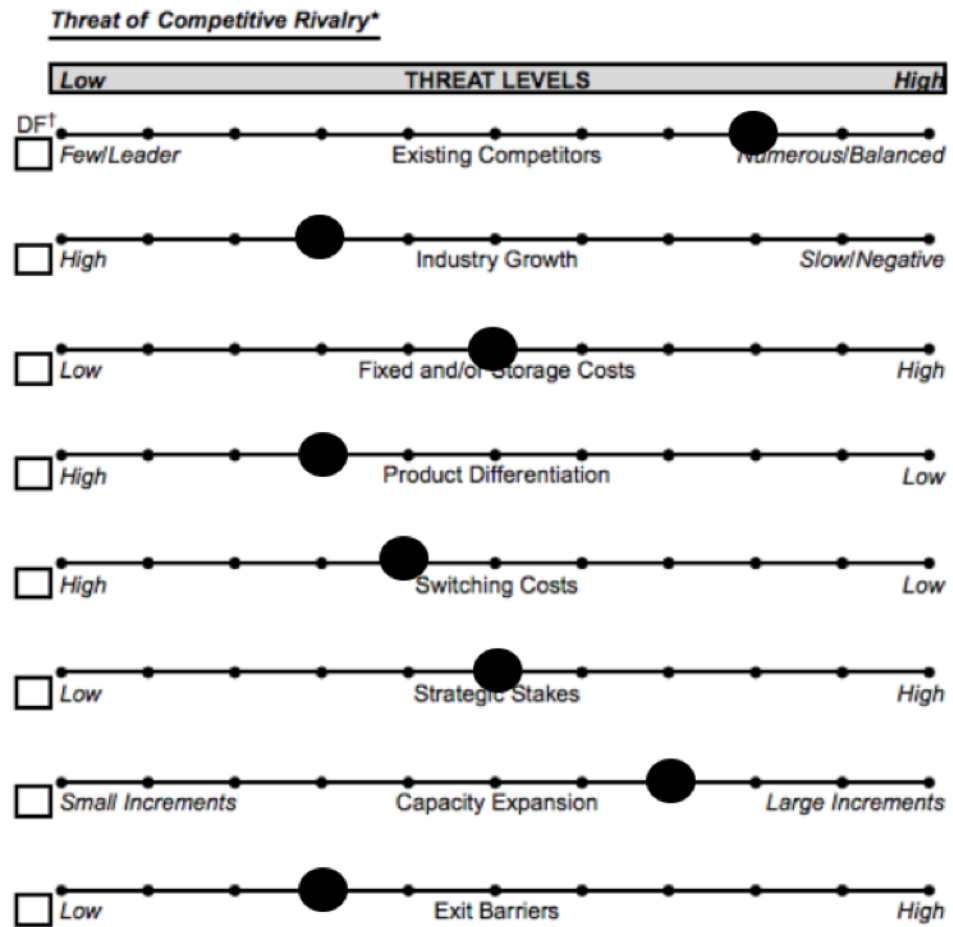 Threat of Competitive Rivalry*
Low THREAT LEVELS High
DF†
Few/Leader Existing Competitors Numerous/Balanced
High Industry Growth Slow/Negative
Low Fixed and/or Storage Costs High
High Product Differentiation Low
High Switching Costs Low
Low Strategic Stakes High
Small Increments Capacity Expansion Large Increments
Low Exit Barriers High